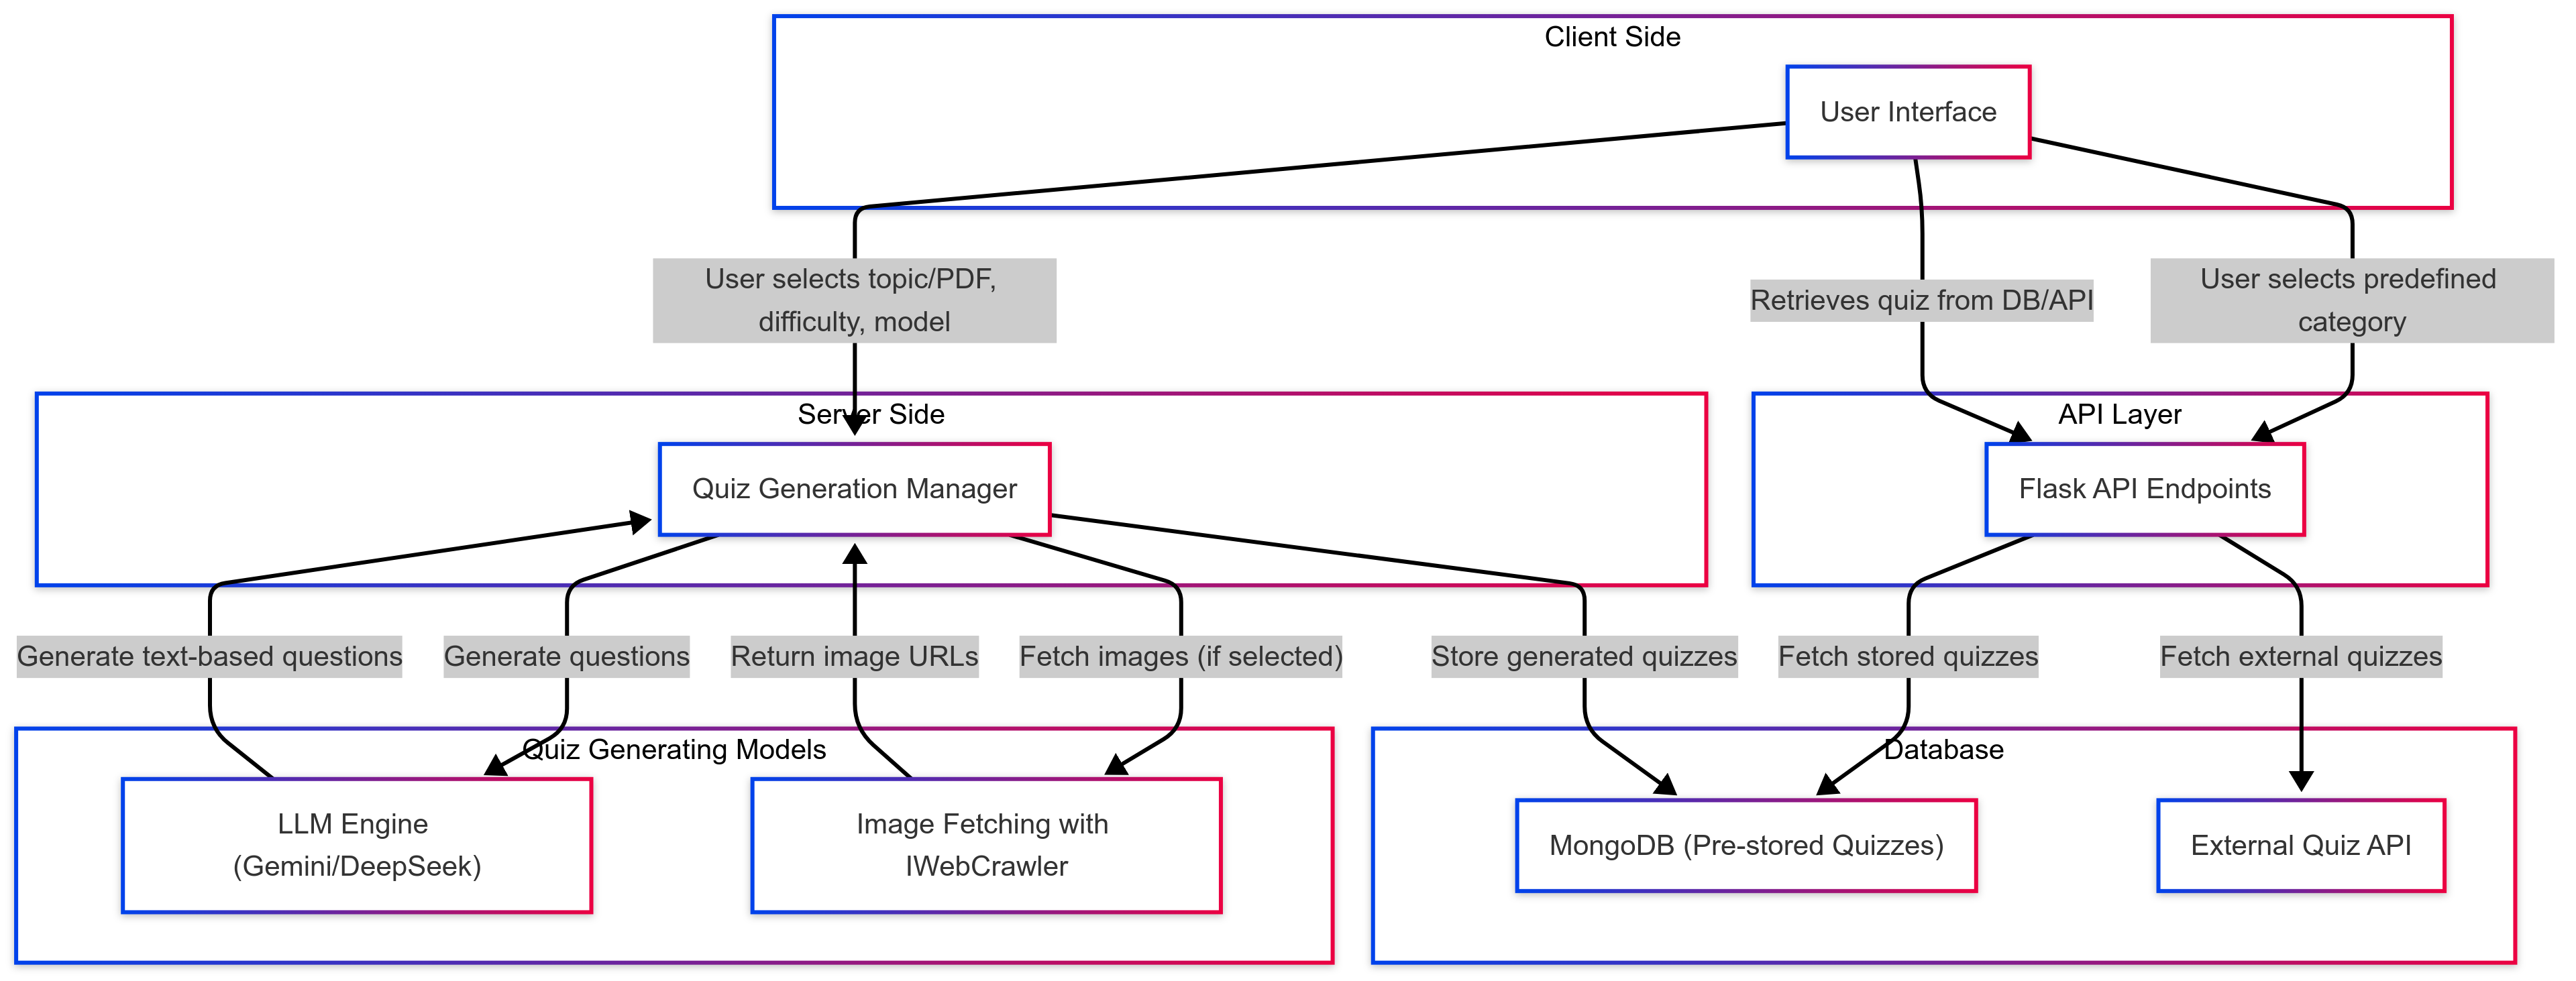 Client Side
User Interface
User selects topic/PDF,
difficulty, model
Retrieves quiz from DB/API
User selects predefined
category
Server Side
Quiz Generation Manager
API Layer
Flask API Endpoints
Generate text-based questions
Generate questions
Return image URLs
Fetch images (if selected)
Store generated quizzes
Fetch stored quizzes
Fetch external quizzes
Quiz Generating Models
LLM Engine
(Gemini/DeepSeek)
Image Fetching with
IWebCrawler
Database
MongoDB (Pre-stored Quizzes)
External Quiz API